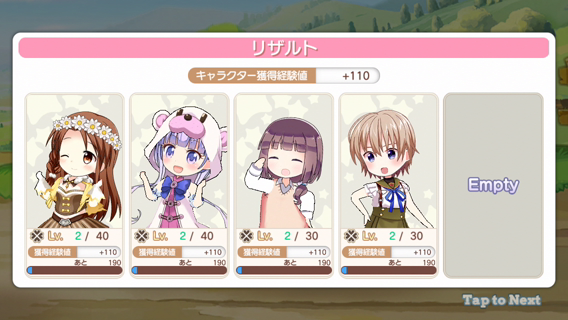 リザルト
キャラクター獲得経験値 +110
Lv. 2 / 40
獲得経験値 +110
あと 190
Lv. 2 / 40
獲得経験値 +110
あと 190
Lv. 2 / 30
獲得経験値 +110
あと 190
Lv. 2 / 30
獲得経験値 +110
あと 190
Empty
Tap to Next